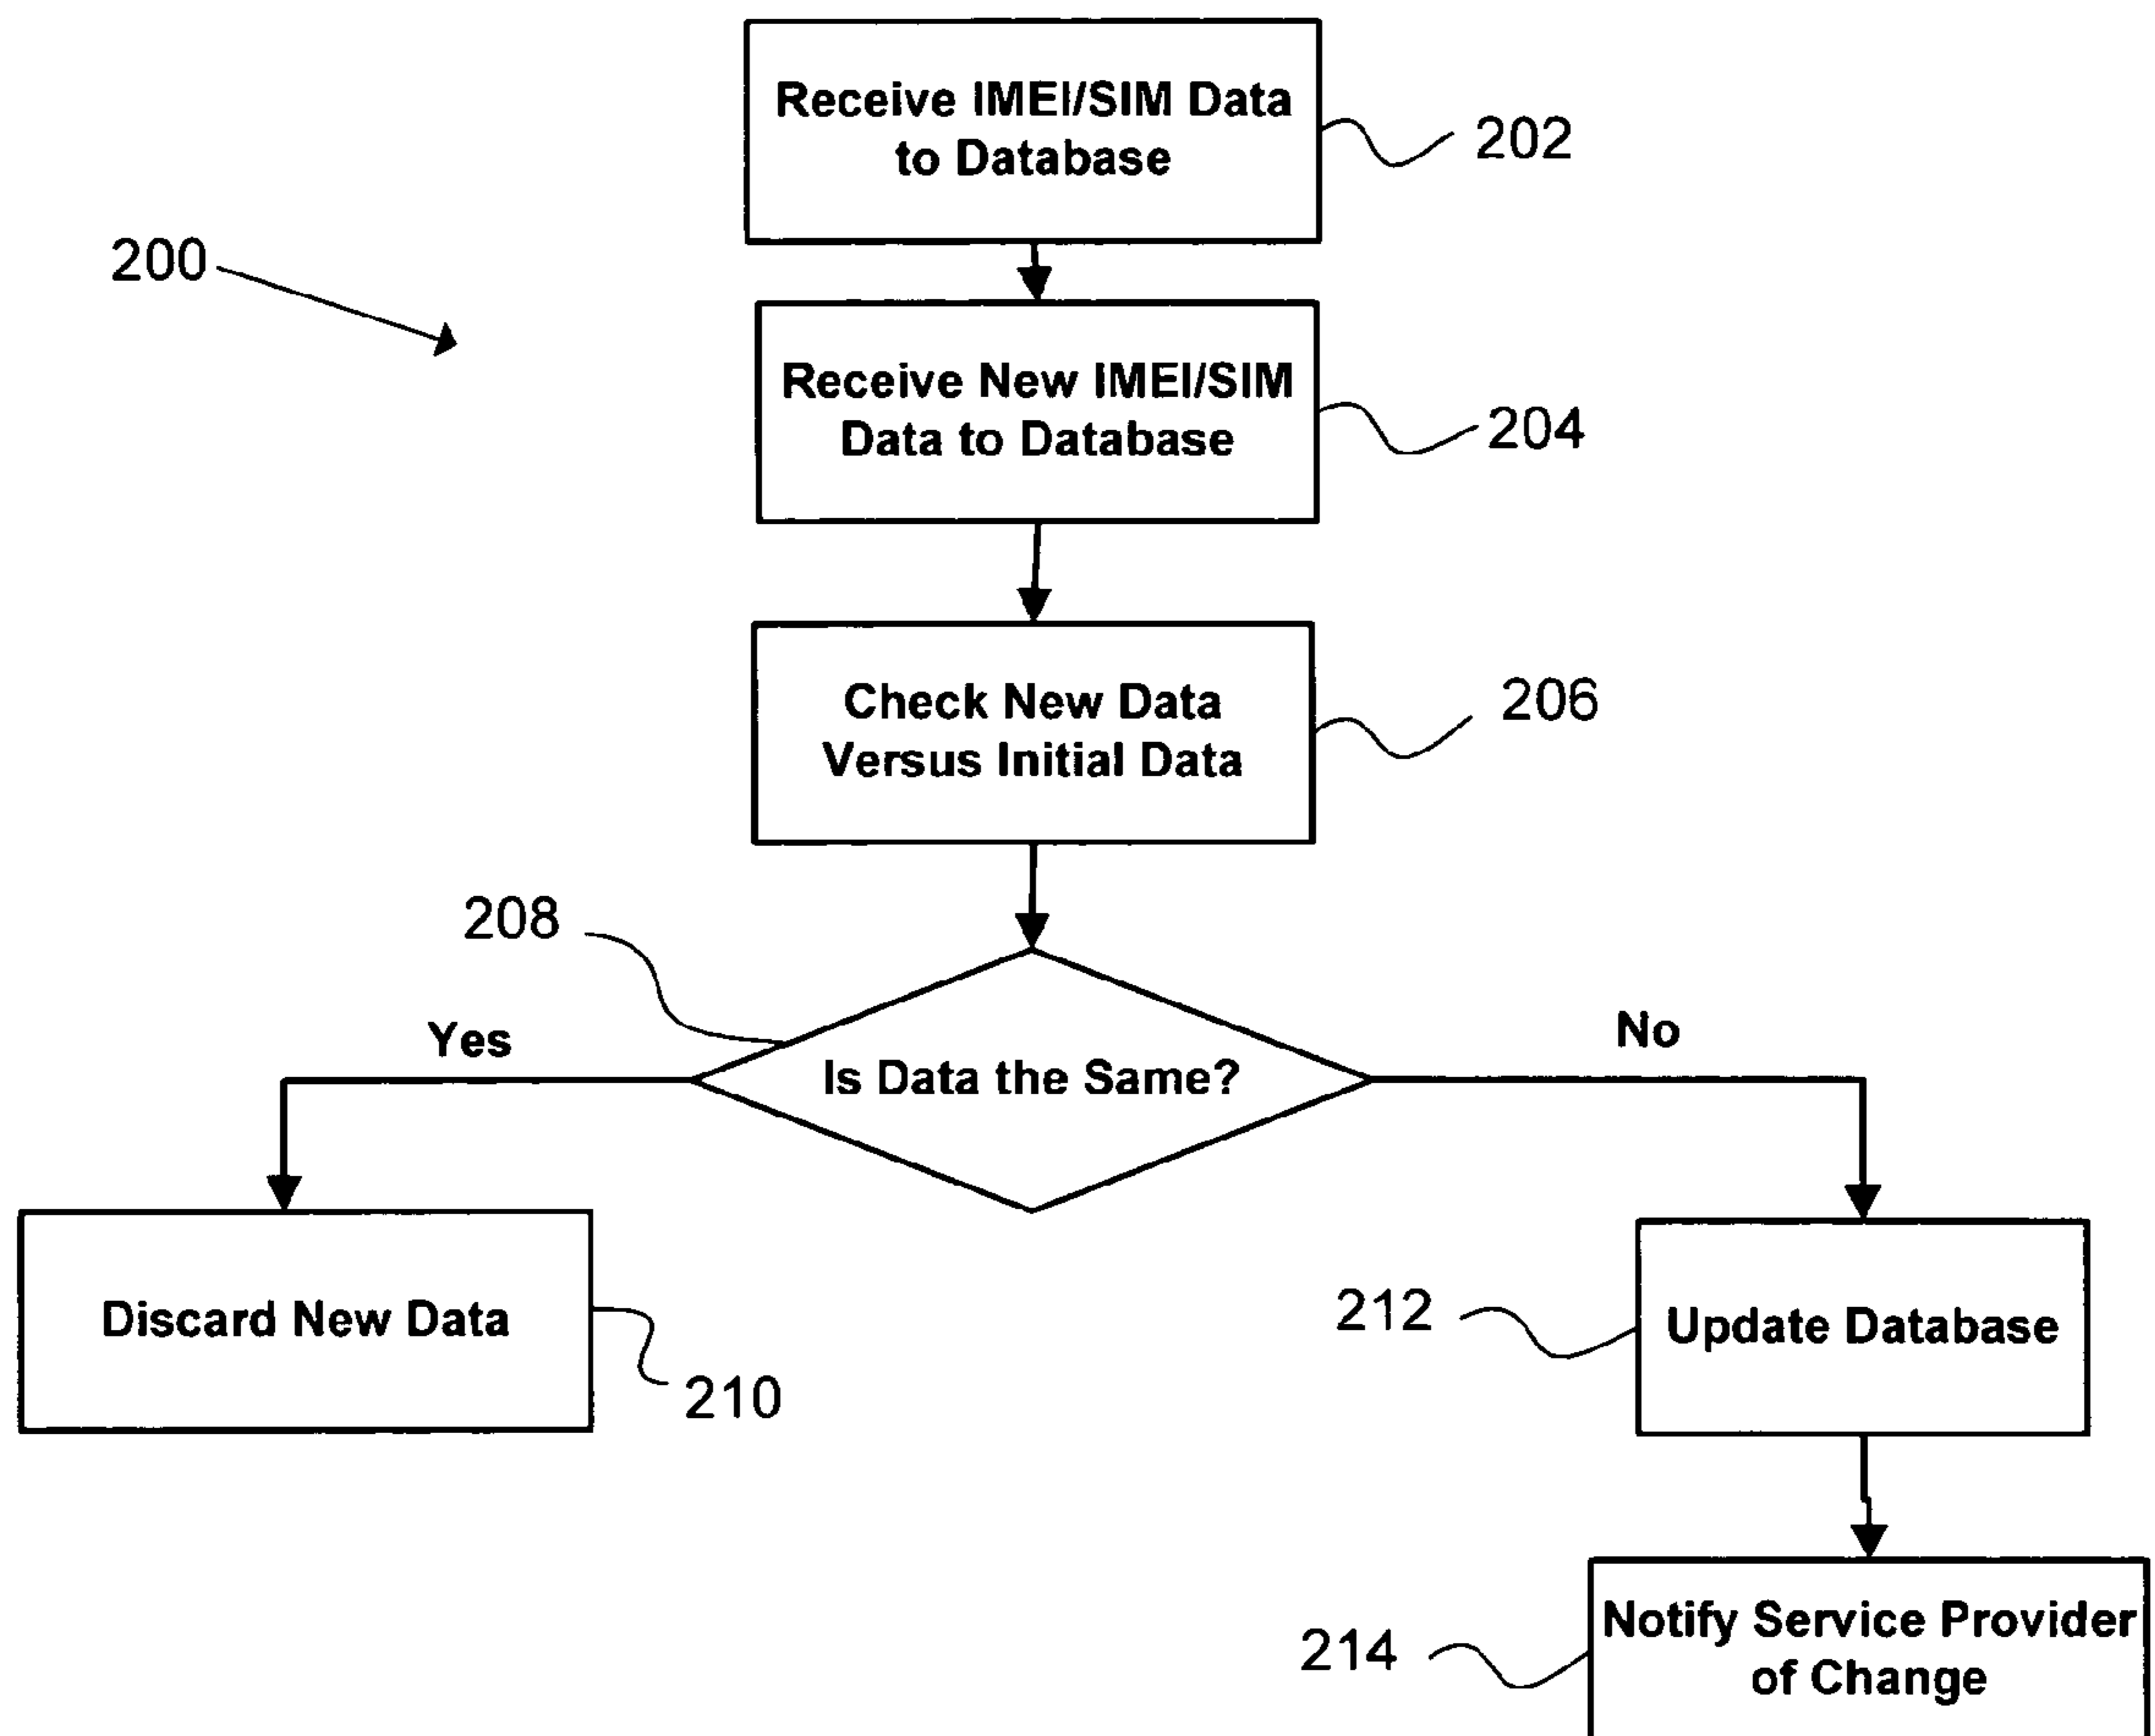 Receive IMEI/SIM Data
to Database
202
200
Receive New IMEI/SIM
Data to Database
204
Check New Data
Versus Initial Data
206
208
Yes
Is Data the Same?
No
Discard New Data
210
212
Update Database
214
Notify Service Provider
of Change